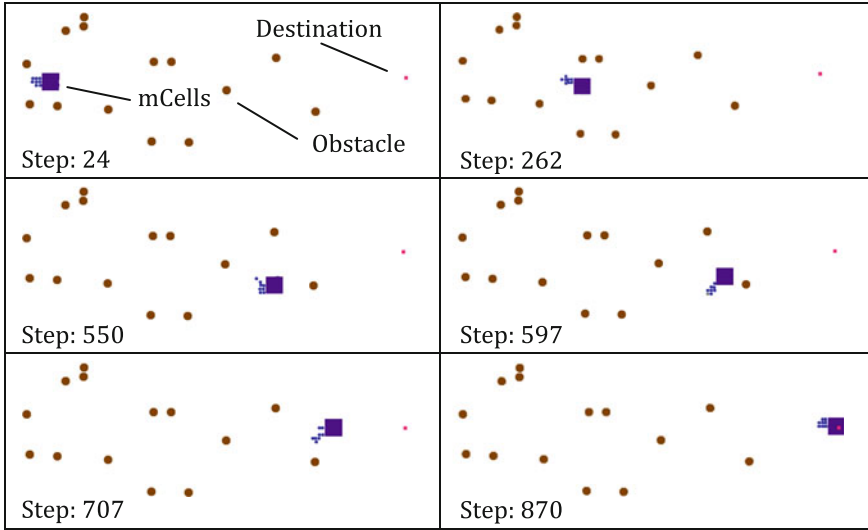 Destination
mCells
Obstacle
Step: 24
Step: 262
Step: 550
Step: 597
Step: 707
Step: 870